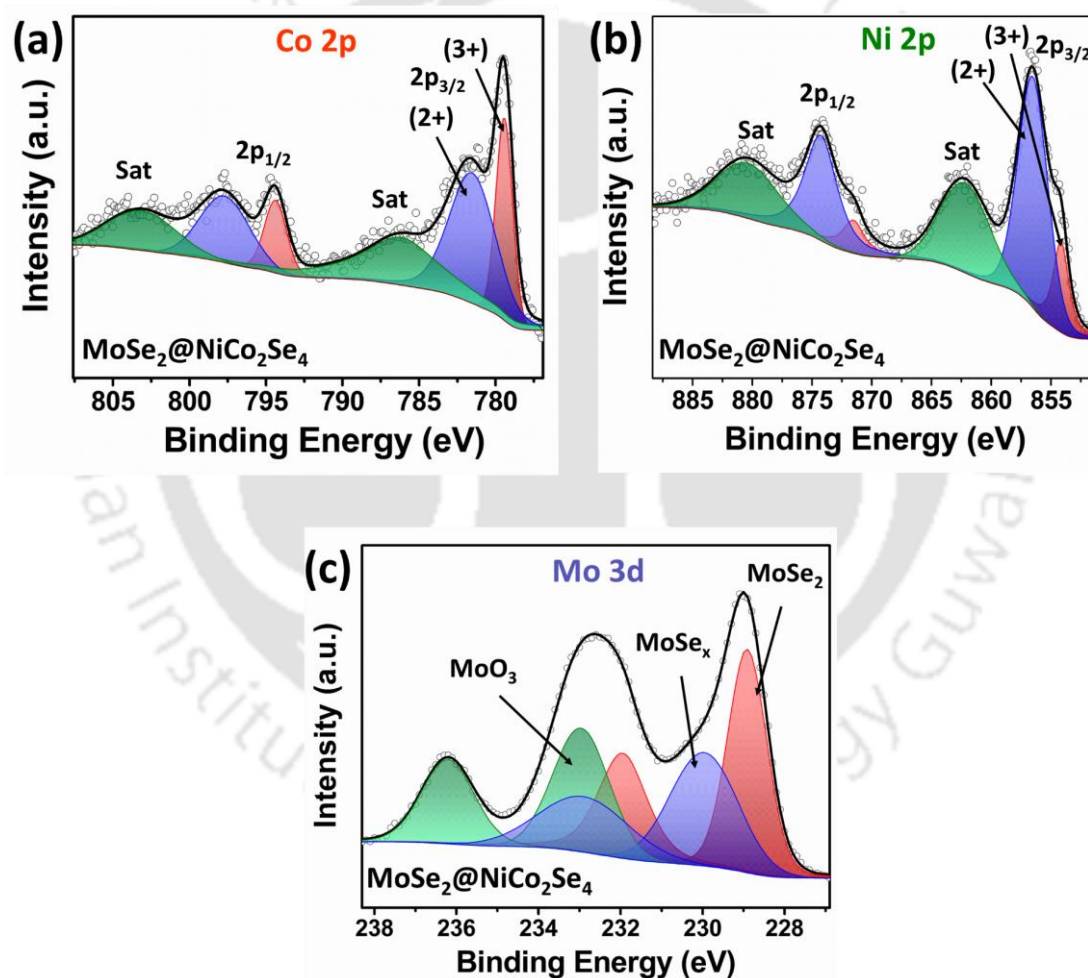 (a)
Co 2p
(3+)
2p3/2
(2+)
Sat
2p1/2
Sat
Intensity (a.u.)
MoSe2@NiCo2Se4
805 800 795 790 785 780
Binding Energy (eV)
(b)
Ni 2p
(3+)
2p3/2
(2+)
2p1/2
Sat
Sat
Intensity (a.u.)
MoSe2@NiCo2Se4
885 880 875 870 865 860 855
Binding Energy (eV)
(c)
Mo 3d
MoSe2
MoSex
MoO3
Intensity (a.u.)
MoSe2@NiCo2Se4
238 236 234 232 230 228
Binding Energy (eV)